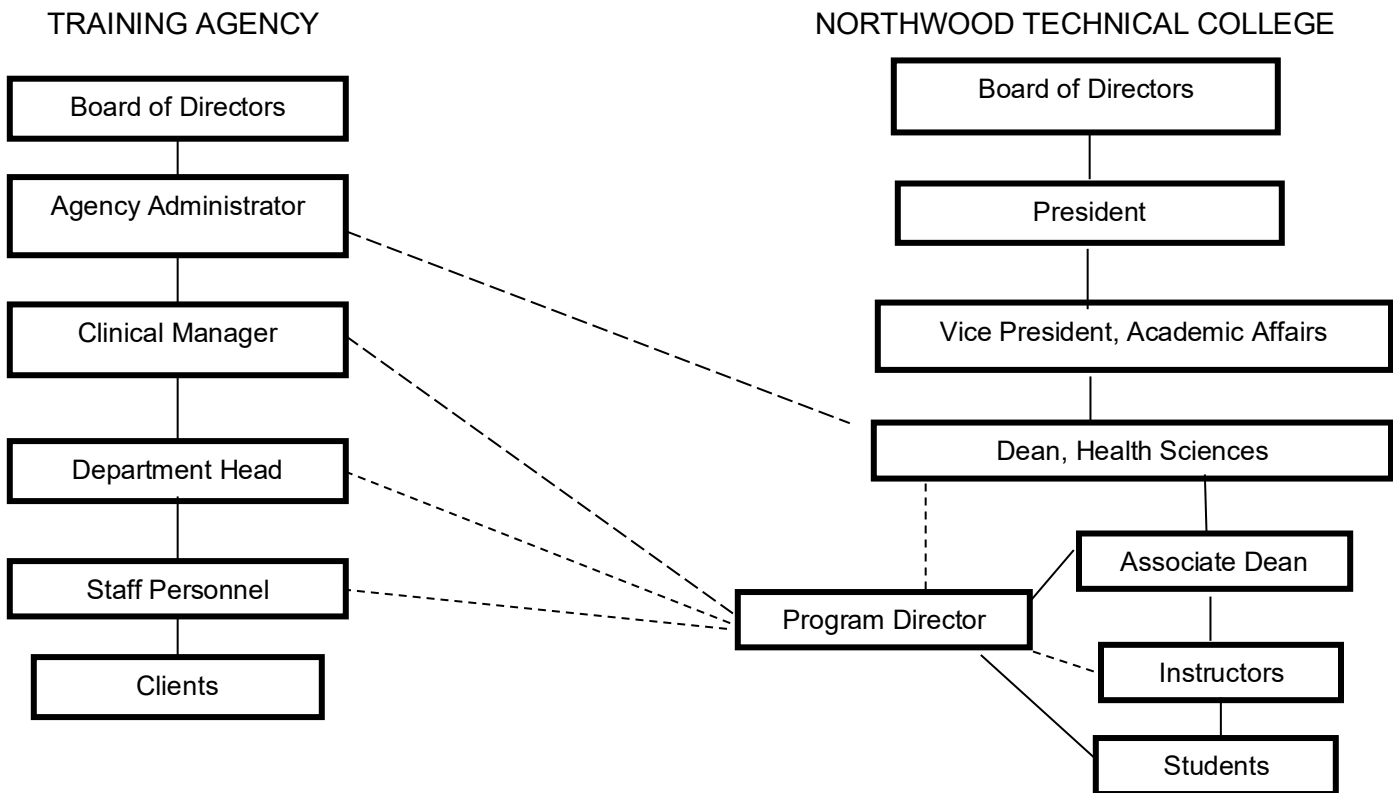 TRAINING AGENCY
Board of Directors
Agency Administrator
Clinical Manager
Department Head
Staff Personnel
Clients
NORTHWOOD TECHNICAL COLLEGE
Board of Directors
President
Vice President, Academic Affairs
Dean, Health Sciences
Associate Dean
Program Director
Instructors
Students